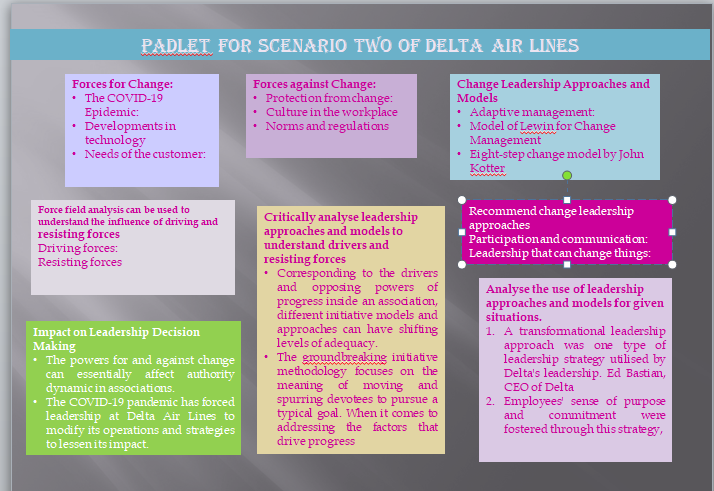 PADLET FOR SCENARIO TWO OF DELTA AIR LINES
Forces for Change:
• The COVID-19
Epidemic:
• Developments in
technology
• Needs of the customer:
Forces against Change:
• Protection from change:
• Culture in the workplace
• Norms and regulations
Change Leadership Approaches and
Models
• Adaptive management:
• Model of Lewin for Change
Management
• Eight-step change model by John
Kotter
Force field analysis can be used to
understand the influence of driving and
resisting forces
Driving forces:
Resisting forces
Critically analyse leadership
approaches and models to
understand drivers and
resisting forces
• Corresponding to the drivers
and opposing powers of
progress inside an association,
different initiative models and
approaches can have shifting
levels of adequacy.
• The groundbreaking initiative
methodology focuses on the
meaning of moving and
spurring devotees to pursue a
typical goal. When it comes to
addressing the factors that
drive progress
Recommend change leadership
approaches
Participation and communication:
Leadership that can change things:
Impact on Leadership Decision
Making
• The powers for and against change
can essentially affect authority
dynamic in associations.
• The COVID-19 pandemic has forced
leadership at Delta Air Lines to
modify its operations and strategies
to lessen its impact.
Analyse the use of leadership
approaches and models for given
situations.
1. A transformational leadership
approach was one type of
leadership strategy utilised by
Delta's leadership. Ed Bastian,
CEO of Delta
2. Employees' sense of purpose
and commitment were
fostered through this strategy,